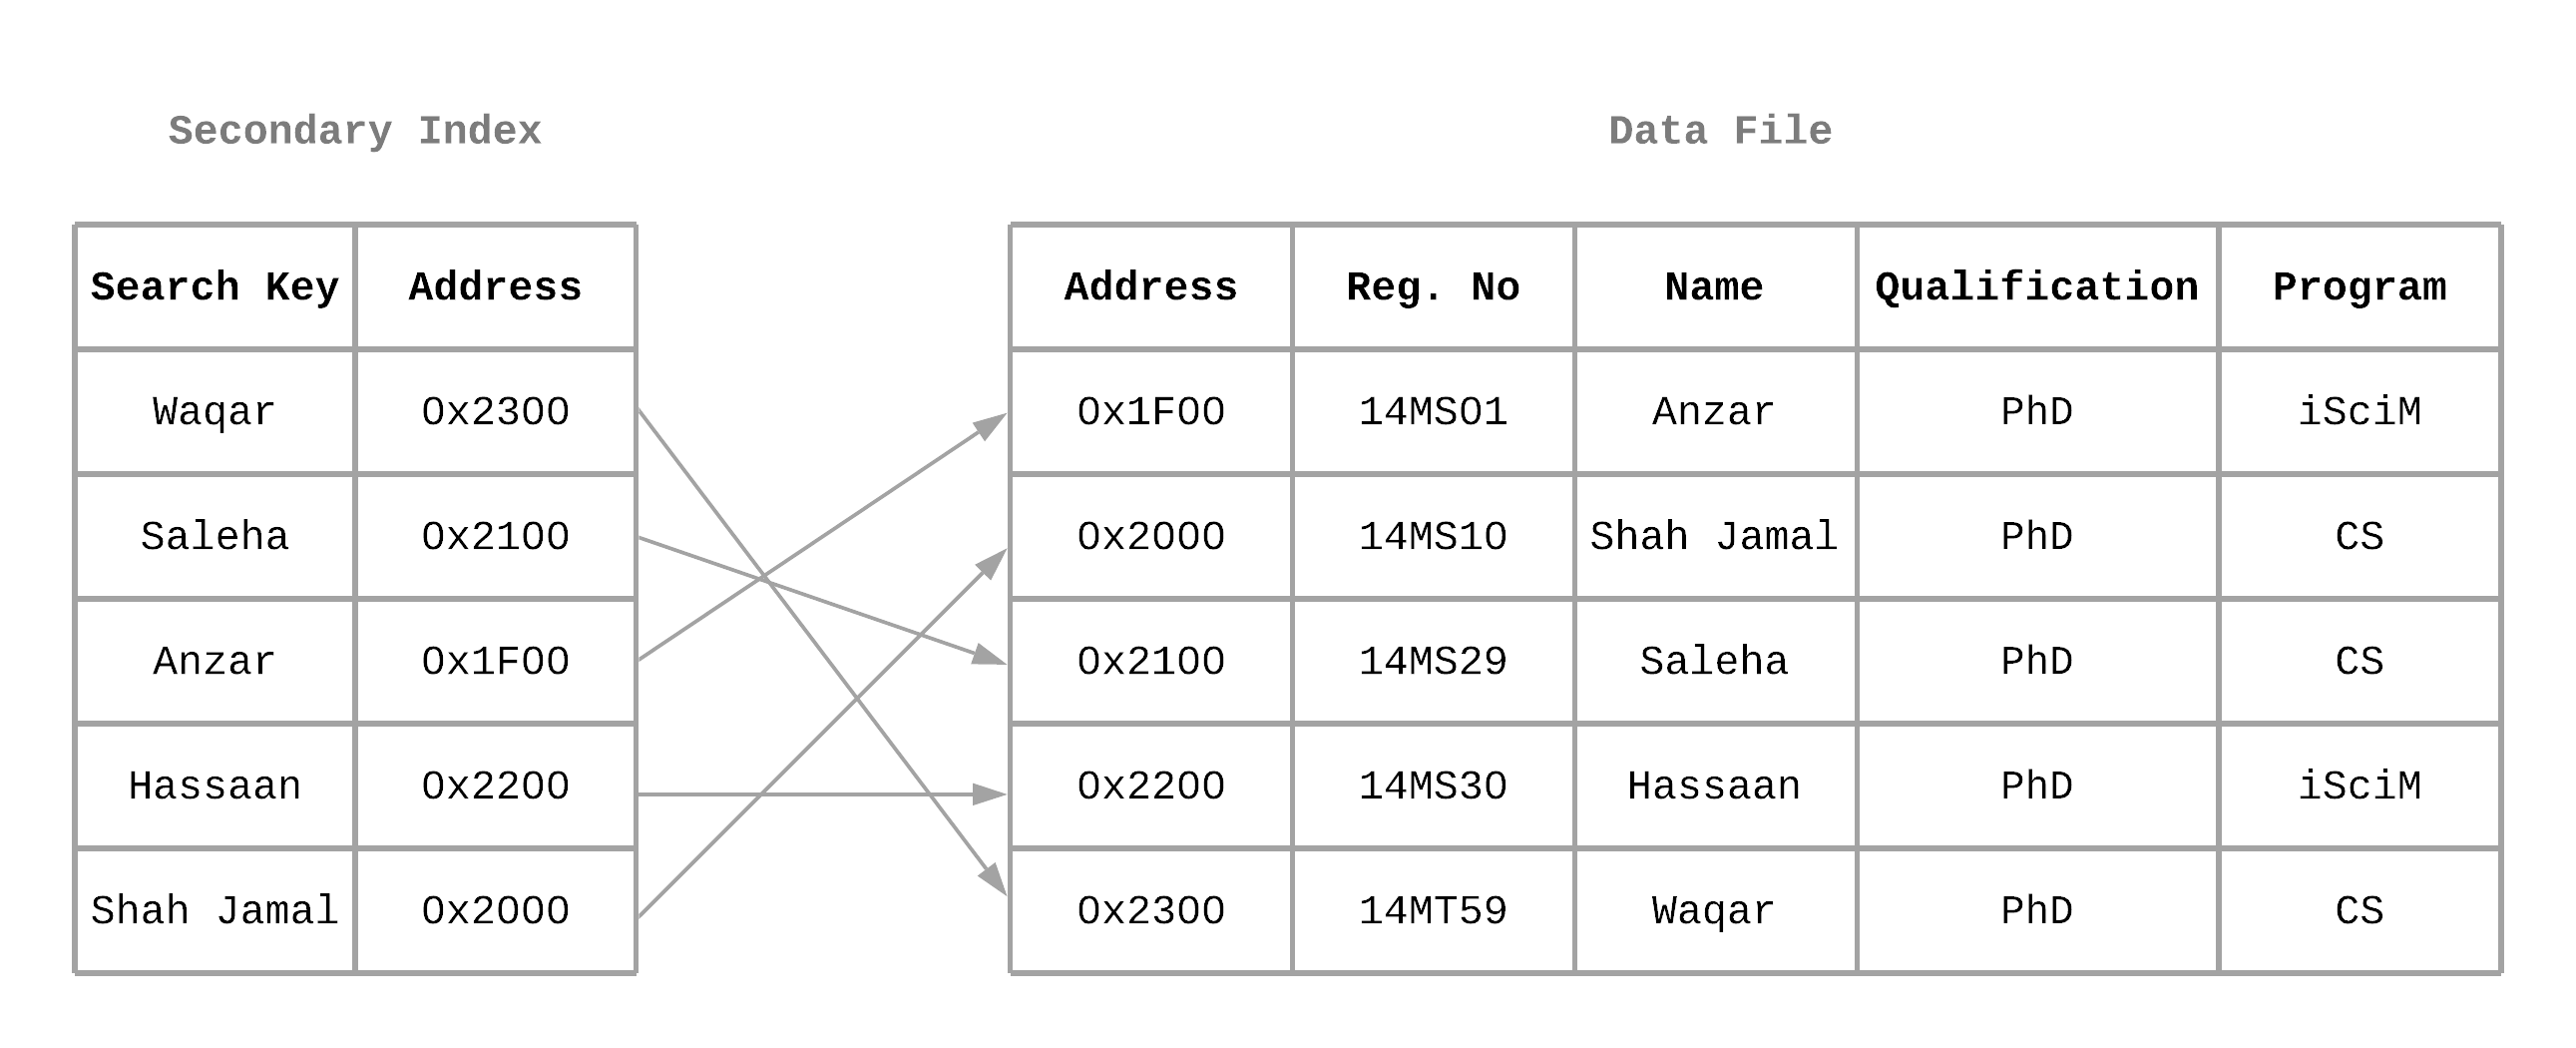 Secondary Index
Data File
Search Key Address
Waqar 0x2300
Saleha 0x2100
Anzar 0x1F00
Hassaan 0x2200
Shah Jamal 0x2000
Address Reg. No Name Qualification Program
0x1F00 14MS01 Anzar PhD iSciM
0x2000 14MS10 Shah Jamal PhD CS
0x2100 14MS29 Saleha PhD CS
0x2200 14MS30 Hassaan PhD iSciM
0x2300 14MT59 Waqar PhD CS